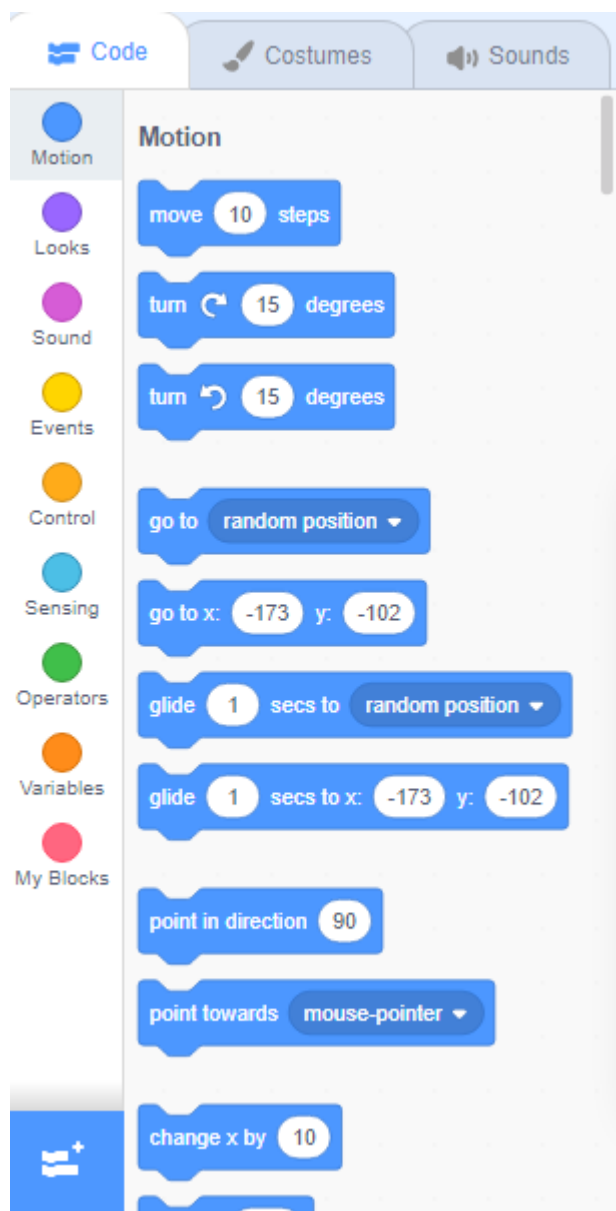 Code Costumes Sounds
Motion
Looks
Sound
Events
Control
Sensing
Operators
Variables
My Blocks
Motion
move 10 steps
turn 15 degrees
turn 15 degrees
go to random position
go to x: -173 y: -102
glide 1 secs to random position
glide 1 secs to x: -173 y: -102
point in direction 90
point towards mouse-pointer
change x by 10